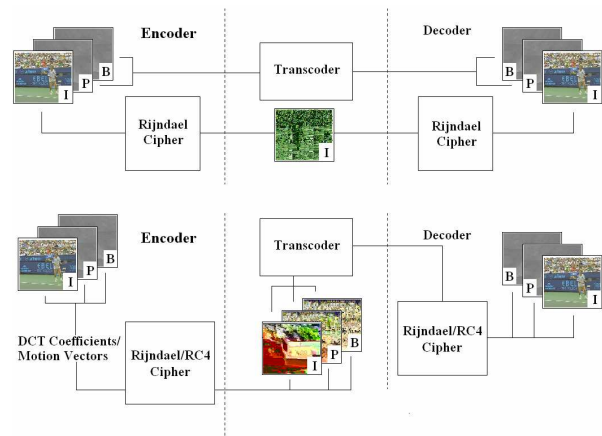 Encoder
Decoder
B
P
I
Transcoder
B
P
I
Rijndael
Cipher
I
Rijndael
Cipher
Encoder
Decoder
B
P
I
Transcoder
B
P
I
DCT Coefficients/
Motion Vectors
Rijndael/RC4
Cipher
B
P
I
Rijndael/RC4
Cipher